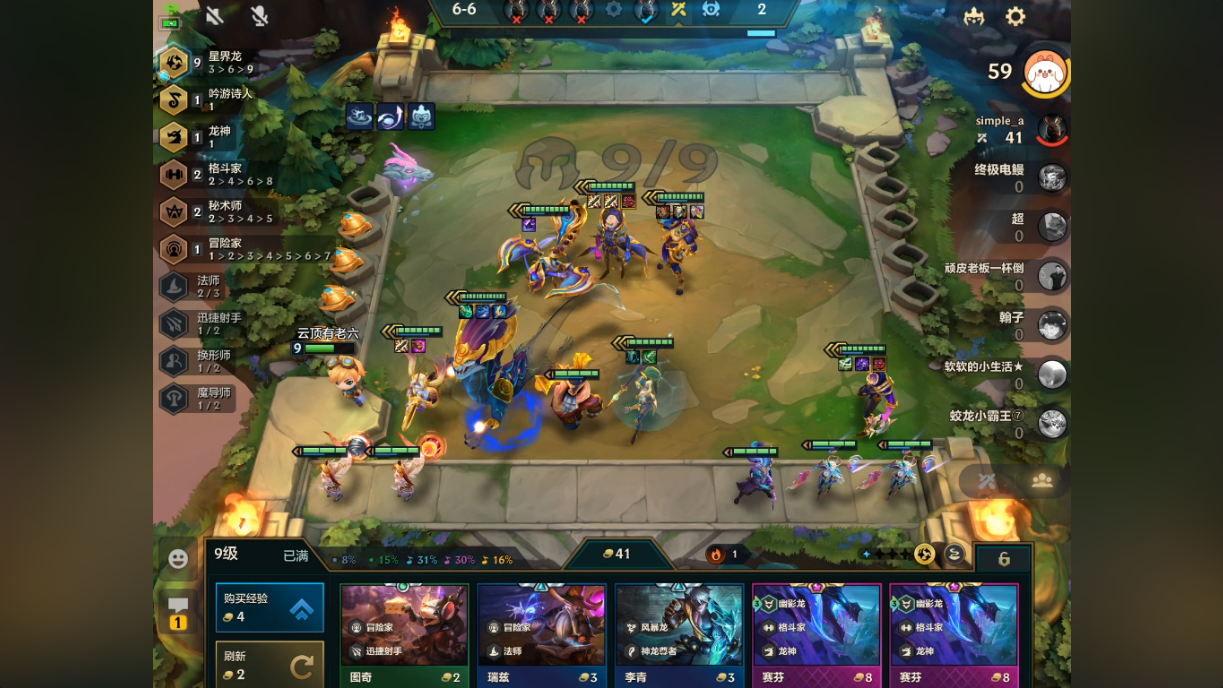 6-6
2
9
星界龙
3 > 6 > 9
1
吟游诗人
1
1
龙神
1
2
格斗家
2 > 4 > 6 > 8
2
秘术师
2 > 3 > 4 > 5
1
冒险家
1 > 2 > 3 > 4 > 5 > 6 > 7
法师
2 / 3
迅捷射手
1 / 2
换形师
1 / 2
魔导师
1 / 2
9/9
云顶有老六
9
59
simple_a
41
终极电鳗
0
超
0
顽皮老板一杯倒
0
翰子
0
软软的小生活★
0
蛟龙小霸王⑦
0
9级
已满
8%
15%
31%
30%
16%
41
1
1
购买经验
4
刷新
2
冒险家
迅捷射手
图奇
2
冒险家
法师
瑞兹
3
风暴龙
神龙尊者
李青
3
3
幽影龙
格斗家
龙神
赛芬
8
3
幽影龙
格斗家
龙神
赛芬
8